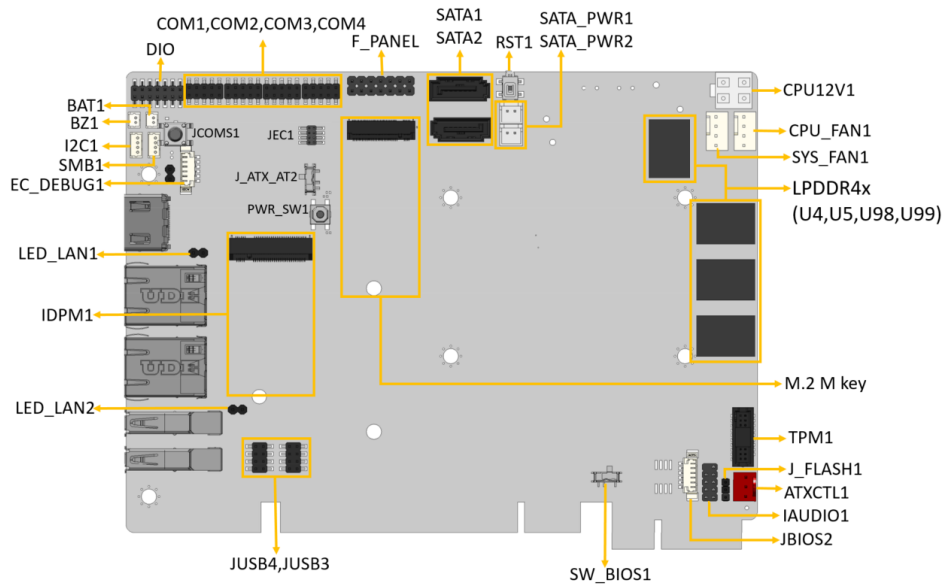 COM1,COM2,COM3,COM4
DIO
F_PANEL
SATA1
SATA2
RST1
SATA_PWR1
SATA_PWR2
CPU12V1
BAT1
BZ1
JCOMS1
JEC1
CPU_FAN1
I2C1
SMB1
SYS_FAN1
EC_DEBUG1
J_ATX_AT2
LPDDR4x
(U4,U5,U98,U99)
PWR_SW1
LED_LAN1
IDPM1
M.2 M key
LED_LAN2
TPM1
J_FLASH1
ATXCTL1
IAUDIO1
JBIOS2
JUSB4,JUSB3
SW_BIOS1